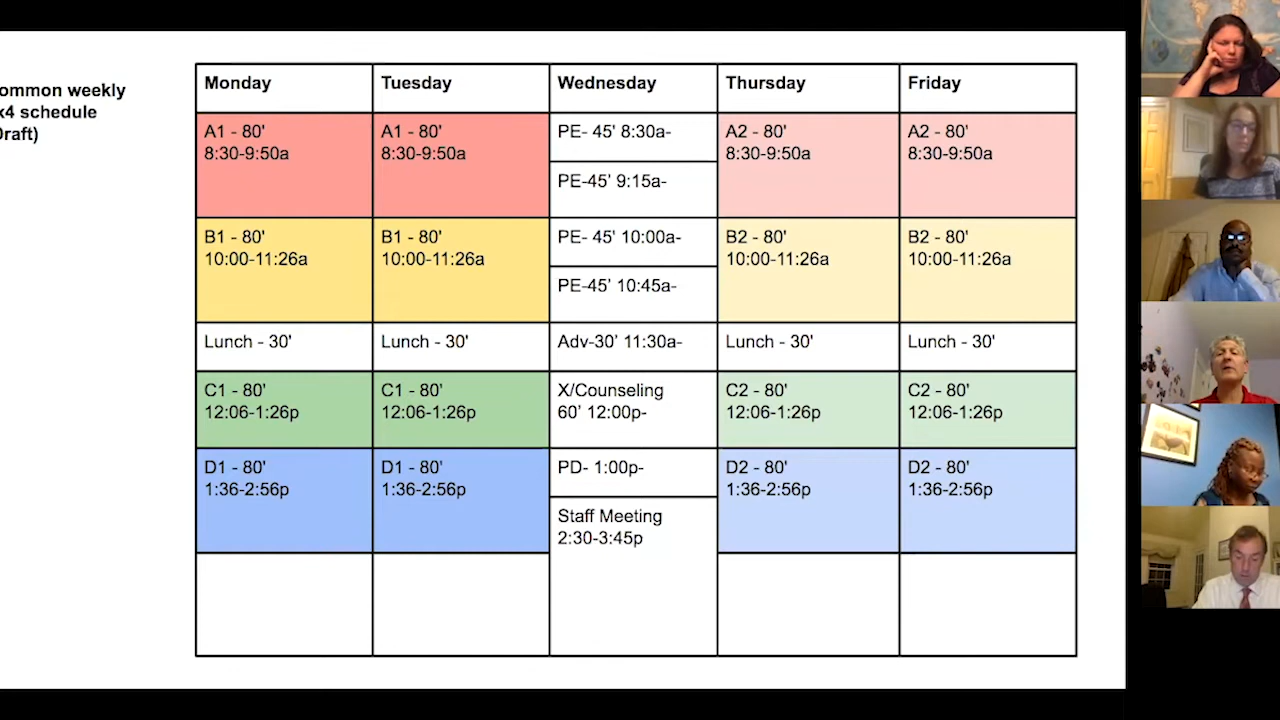 ommon weekly
x4 schedule
raft)
Monday
Tuesday
Wednesday
Thursday
Friday
A1 - 80'
8:30-9:50a
A1 - 80'
8:30-9:50a
PE- 45' 8:30a-
PE-45' 9:15a-
A2 - 80'
8:30-9:50a
A2 - 80'
8:30-9:50a
B1 - 80'
10:00-11:26a
B1 - 80'
10:00-11:26a
PE- 45' 10:00a-
PE-45' 10:45a-
B2 - 80'
10:00-11:26a
B2 - 80'
10:00-11:26a
Lunch - 30'
Lunch - 30'
Adv-30' 11:30a-
Lunch - 30'
Lunch - 30'
C1 - 80'
12:06-1:26p
C1 - 80'
12:06-1:26p
X/Counseling
60' 12:00p-
C2 - 80'
12:06-1:26p
C2 - 80'
12:06-1:26p
D1 - 80'
1:36-2:56p
D1 - 80'
1:36-2:56p
PD- 1:00p-
Staff Meeting
2:30-3:45p
D2 - 80'
1:36-2:56p
D2 - 80'
1:36-2:56p